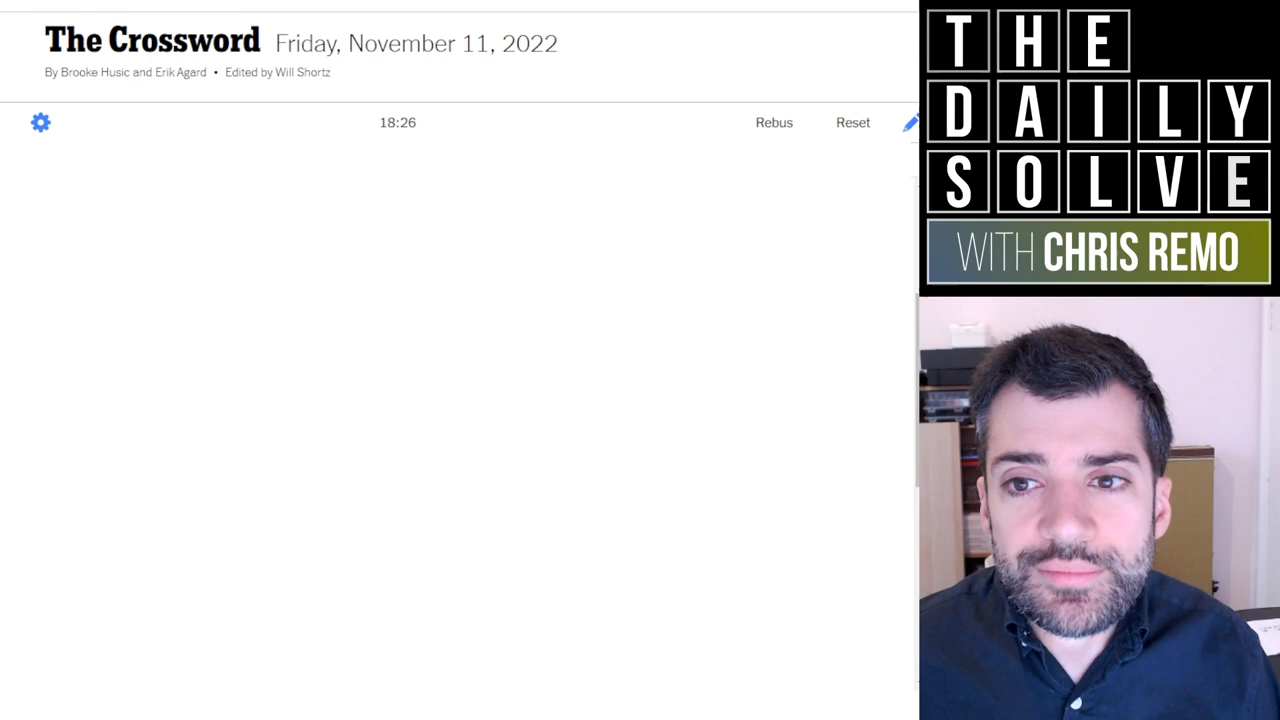 The Crossword Friday, November 11, 2022
By Brooke Husic and Erik Agard • Edited by Will Shortz
18:26 Rebus Reset
THE
DAILY
SOLVE
WITH CHRIS REMO